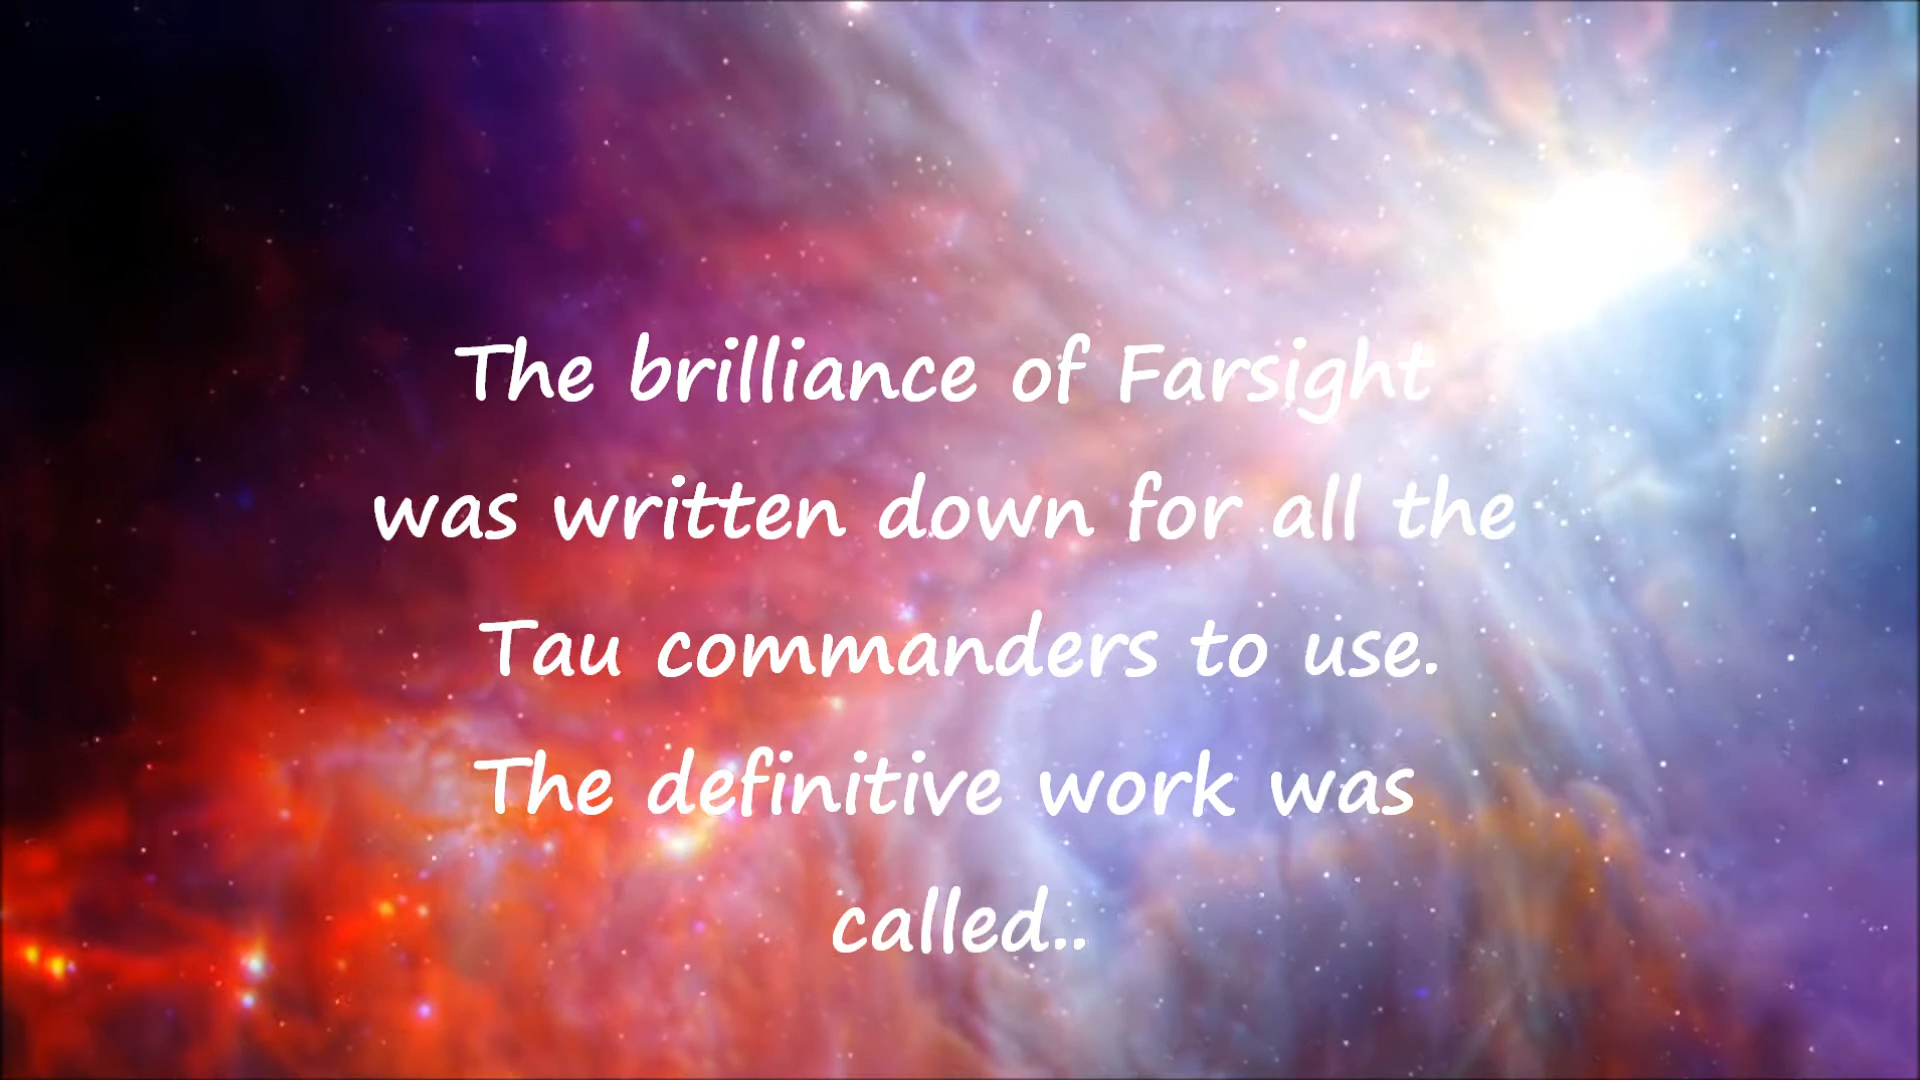 The brilliance of Farsight
was written down for all the
Tau commanders to use.
The definitive work was
called..